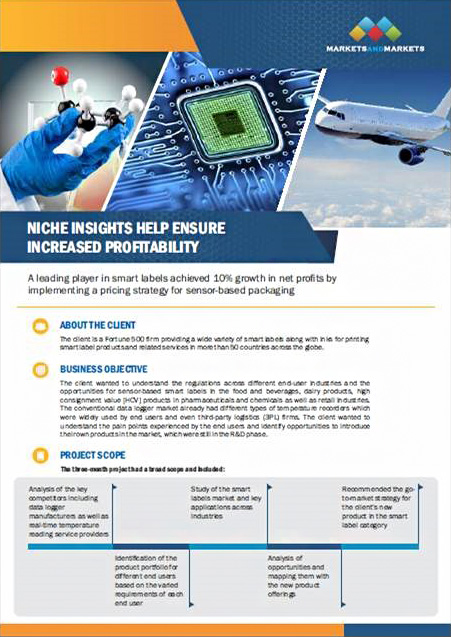 MARKETSANDMARKETS
NICHE INSIGHTS HELP ENSURE
INCREASED PROFITABILITY
A leading player in smart labels achieved 10% growth in net profits by
implementing a pricing strategy for sensor-based packaging
ABOUT THE CLIENT
The client is a Fortune 500 firm providing a wide variety of smart labels along with inks for printing
smart label products and related services in more than 50 countries across the globe.
BUSINESS OBJECTIVE
The client wanted to understand the regulations across different end-user industries and the
opportunities for sensor-based smart labels in the food and beverages, dairy products, high
consignment value [HCV] products in pharmaceuticals and chemicals as well as retail industries.
The conventional data logger market already had different types of temperature recorders which
were widely used by end users and even third-party logistics (3PL) firms. The client wanted to
understand the pain points experienced by the end users and identify opportunities to introduce
their own products in the market, which were still in the R&D phase.
PROJECT SCOPE
The three-month project had a broad scope and included:
Analysis of the key
competitors including
data logger
manufacturers as well as
real-time temperature
reading service providers
Study of the smart
labels market and key
applications across
industries
Recommended the go-
to-market strategy for
the client's new
product in the smart
label category
Identification of the
product portfolio for
different end users
based on the varied
requirements of each
end user
Analysis of
opportunities and
mapping them with
the new product
offerings